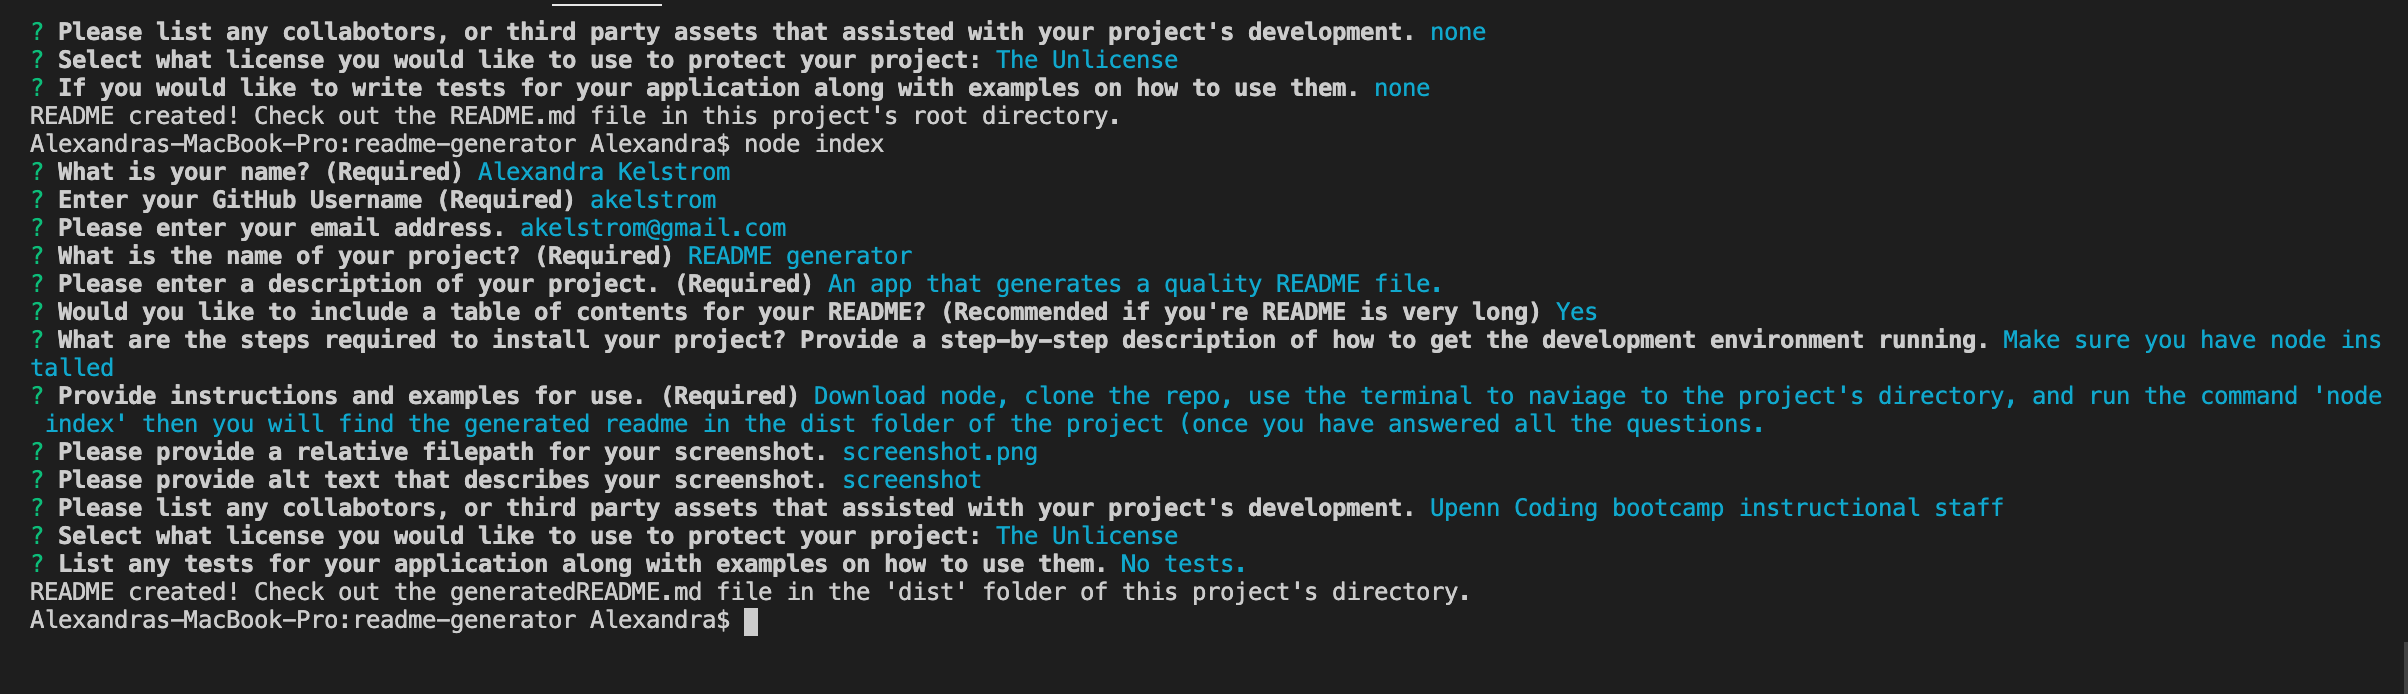 ? Please list any collabotors, or third party assets that assisted with your project's development. none
? Select what license you would like to use to protect your project: The Unlicense
? If you would like to write tests for your application along with examples on how to use them. none
README created! Check out the README.md file in this project's root directory.
Alexandras-MacBook-Pro:readme-generator Alexandra$ node index
? What is your name? (Required) Alexandra Kelstrom
? Enter your GitHub Username (Required) akelstrom
? Please enter your email address. akelstrom@gmail.com
? What is the name of your project? (Required) README generator
? Please enter a description of your project. (Required) An app that generates a quality README file.
? Would you like to include a table of contents for your README? (Recommended if you're README is very long) Yes
? What are the steps required to install your project? Provide a step-by-step description of how to get the development environment running. Make sure you have node ins
talled
? Provide instructions and examples for use. (Required) Download node, clone the repo, use the terminal to naviage to the project's directory, and run the command 'node
 index' then you will find the generated readme in the dist folder of the project (once you have answered all the questions.
? Please provide a relative filepath for your screenshot. screenshot.png
? Please provide alt text that describes your screenshot. screenshot
? Please list any collabotors, or third party assets that assisted with your project's development. Upenn Coding bootcamp instructional staff
? Select what license you would like to use to protect your project: The Unlicense
? List any tests for your application along with examples on how to use them. No tests.
README created! Check out the generatedREADME.md file in the 'dist' folder of this project's directory.
Alexandras-MacBook-Pro:readme-generator Alexandra$